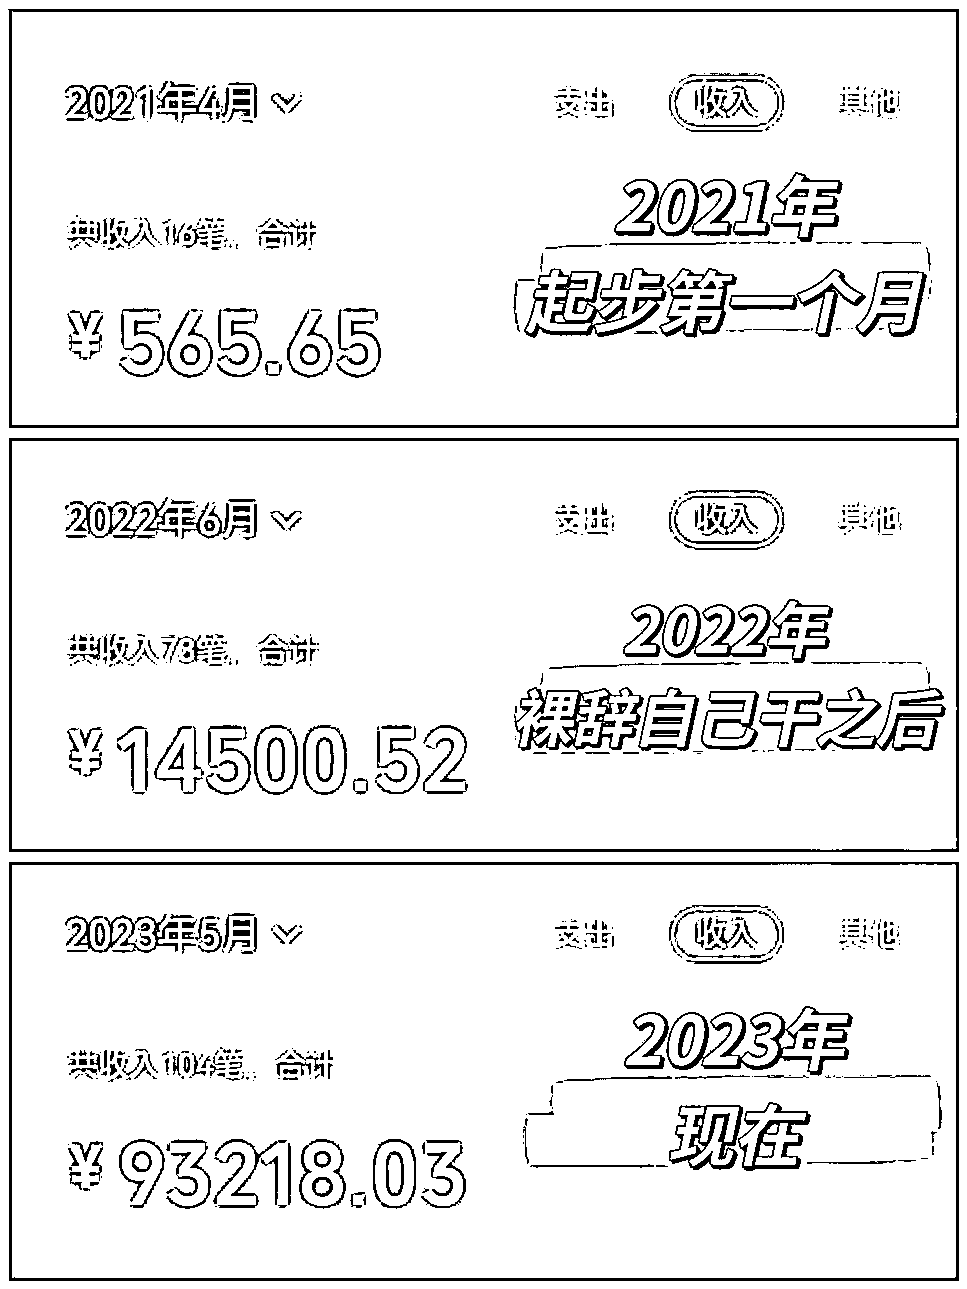 2021年4月
支出 收入 其他
2021年
共收入16笔，合计
起步第一个月
¥565.65
2022年6月
支出 收入 其他
2022年
共收入78笔，合计
裸辞自己干之后
¥14500.52
2023年5月
支出 收入 其他
2023年
共收入104笔，合计
现在
¥93218.03